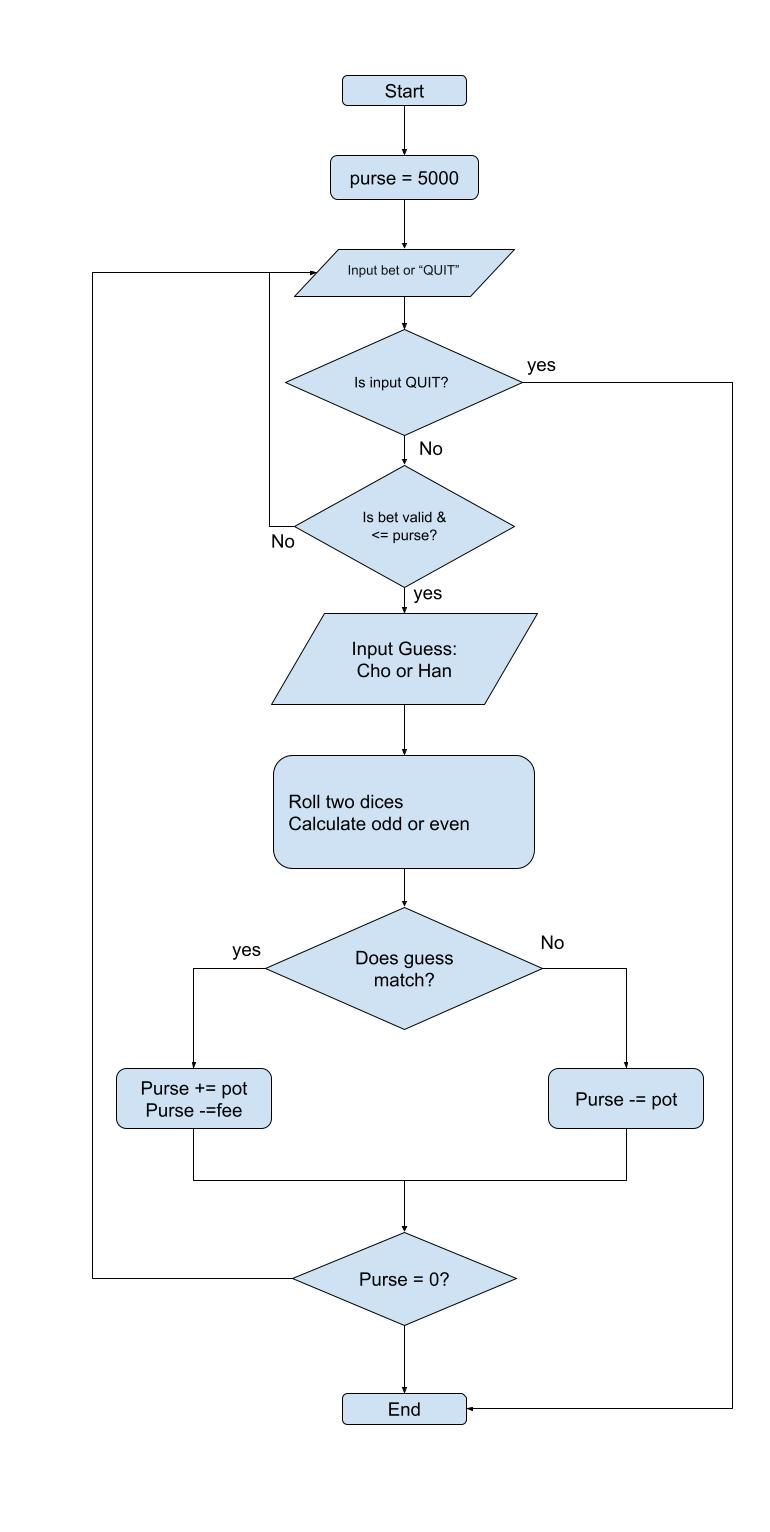 Start
purse = 5000
Input bet or “QUIT”
Is input QUIT?
yes
No
Is bet valid &
<= purse?
No
yes
Input Guess:
Cho or Han
Roll two dices
Calculate odd or even
Does guess
match?
yes
No
Purse += pot
Purse -=fee
Purse -= pot
Purse = 0?
End